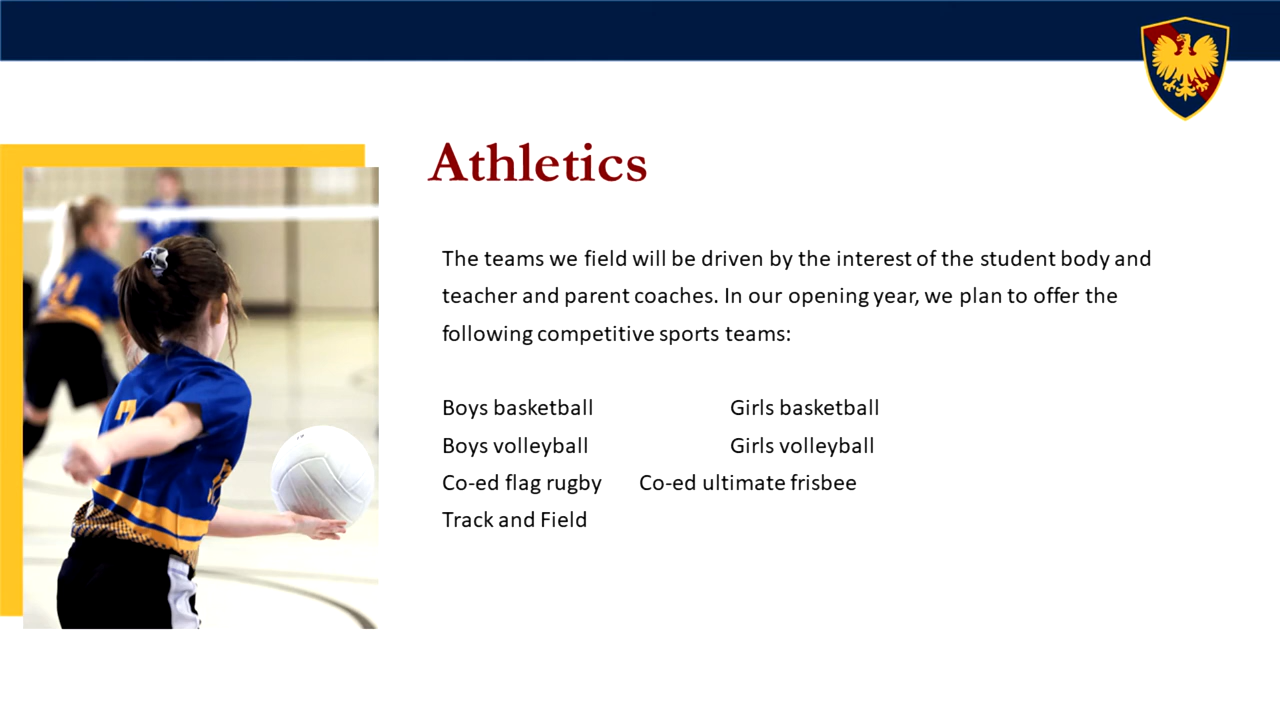 Athletics
The teams we field will be driven by the interest of the student body and
teacher and parent coaches. In our opening year, we plan to offer the
following competitive sports teams:
Boys basketball Girls basketball
Boys volleyball Girls volleyball
Co-ed flag rugby Co-ed ultimate frisbee
Track and Field